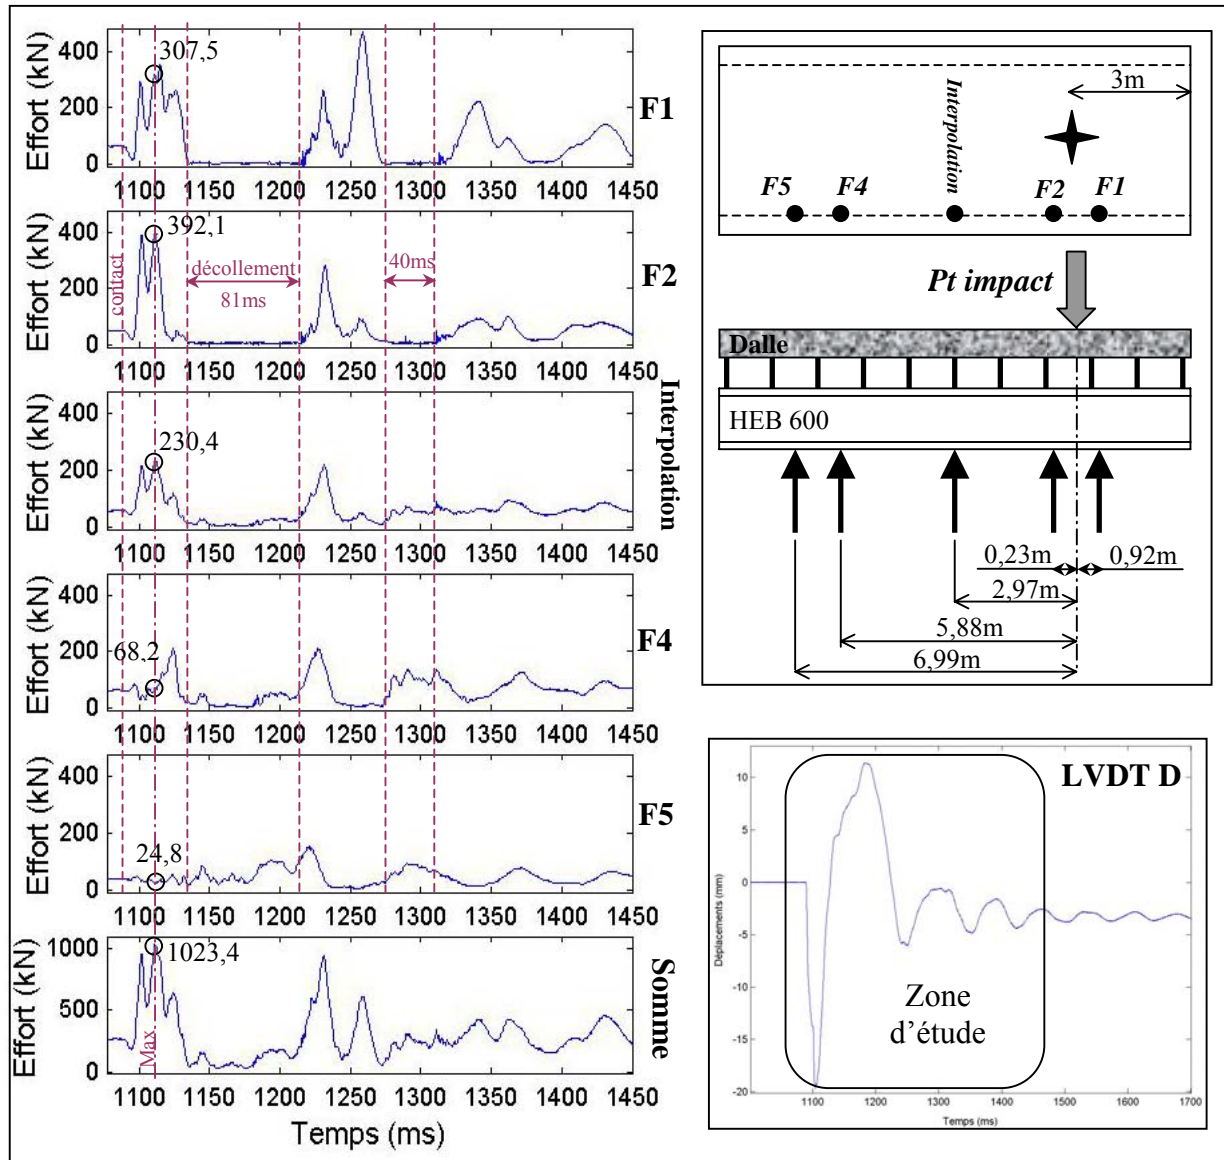 Effort (kN)
400
200
0
307,5
F1
1100 1150 1200 1250 1300 1350 1400 1450
Effort (kN)
400
200
0
392,1
contact
décollement
81ms
40ms
F2
1100 1150 1200 1250 1300 1350 1400 1450
Effort (kN)
400
200
0
230,4
Interpolation
1100 1150 1200 1250 1300 1350 1400 1450
Effort (kN)
400
200
0
68,2
F4
1100 1150 1200 1250 1300 1350 1400 1450
Effort (kN)
400
200
0
24,8
F5
1100 1150 1200 1250 1300 1350 1400 1450
Effort (kN)
1000
500
0
1023,4
Max
Somme
1100 1150 1200 1250 1300 1350 1400 1450
Temps (ms)
3m
Interpolation
F5 F4 F2 F1
Pt impact
Dalle
HEB 600
0,23m 0,92m
2,97m
5,88m
6,99m
LVDT D
Déplacements (mm)
10
5
0
-5
-10
-15
-20
Zone
d'étude
1100 1200 1300 1400 1500 1600 1700
Temps (ms)